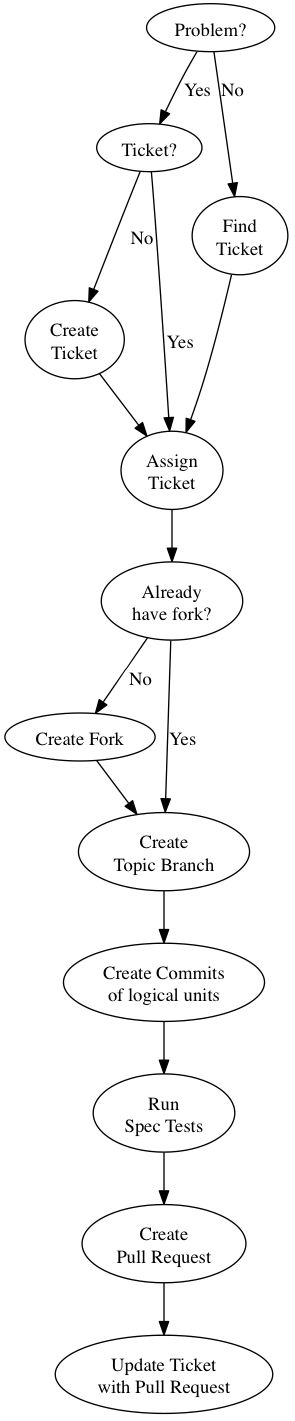 Problem?
Yes
No
Ticket?
Find
Ticket
No
Create
Ticket
Yes
Assign
Ticket
Already
have fork?
No
Create Fork
Yes
Create
Topic Branch
Create Commits
of logical units
Run
Spec Tests
Create
Pull Request
Update Ticket
with Pull Request